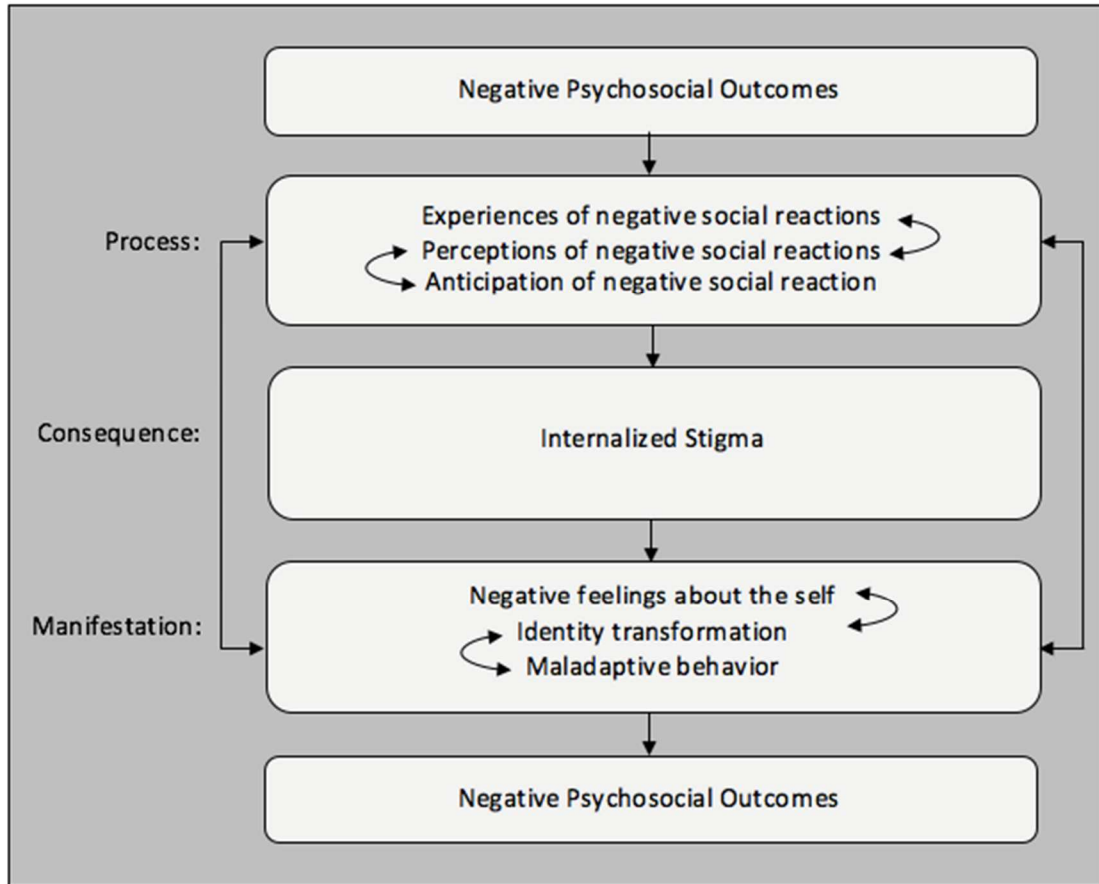 Negative Psychosocial Outcomes
Process:
Experiences of negative social reactions
Perceptions of negative social reactions
Anticipation of negative social reaction
Consequence:
Internalized Stigma
Manifestation:
Negative feelings about the self
Identity transformation
Maladaptive behavior
Negative Psychosocial Outcomes